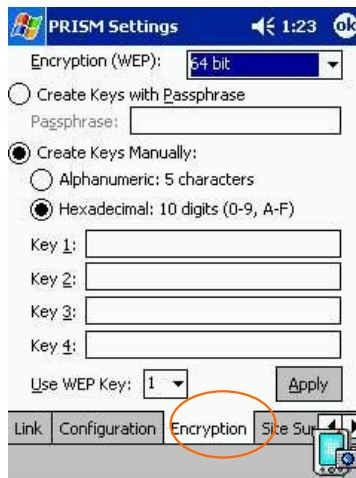 PRISM Settings 1:23 ok
Encryption (WEP): 64 bit
Create Keys with Passphrase
Passphrase:
Create Keys Manually:
Alphanumeric: 5 characters
Hexadecimal: 10 digits (0-9, A-F)
Key 1:
Key 2:
Key 3:
Key 4:
Use WEP Key: 1 Apply
Link Configuration Encryption Site Sur